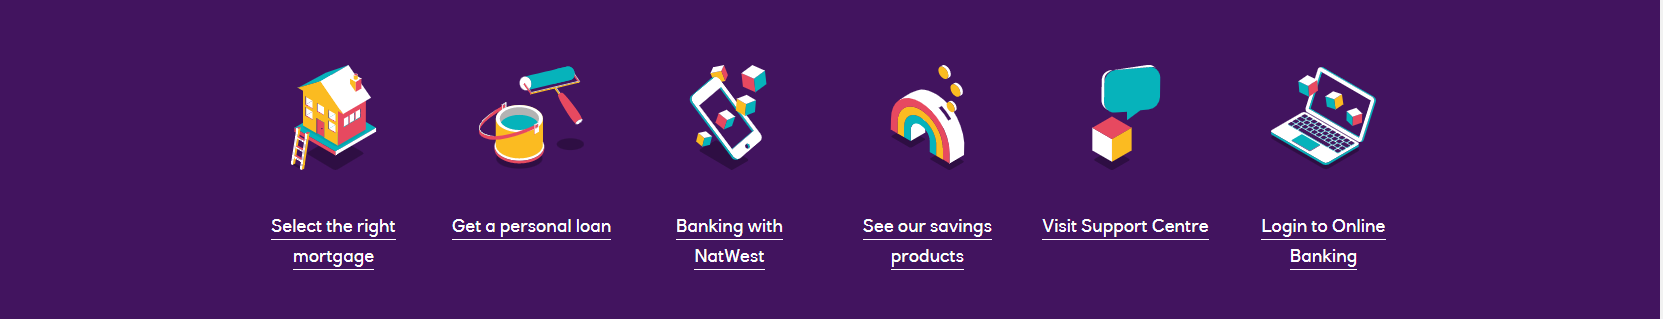 Select the right
mortgage
Get a personal loan
Banking with
NatWest
See our savings
products
Visit Support Centre
Login to Online
Banking